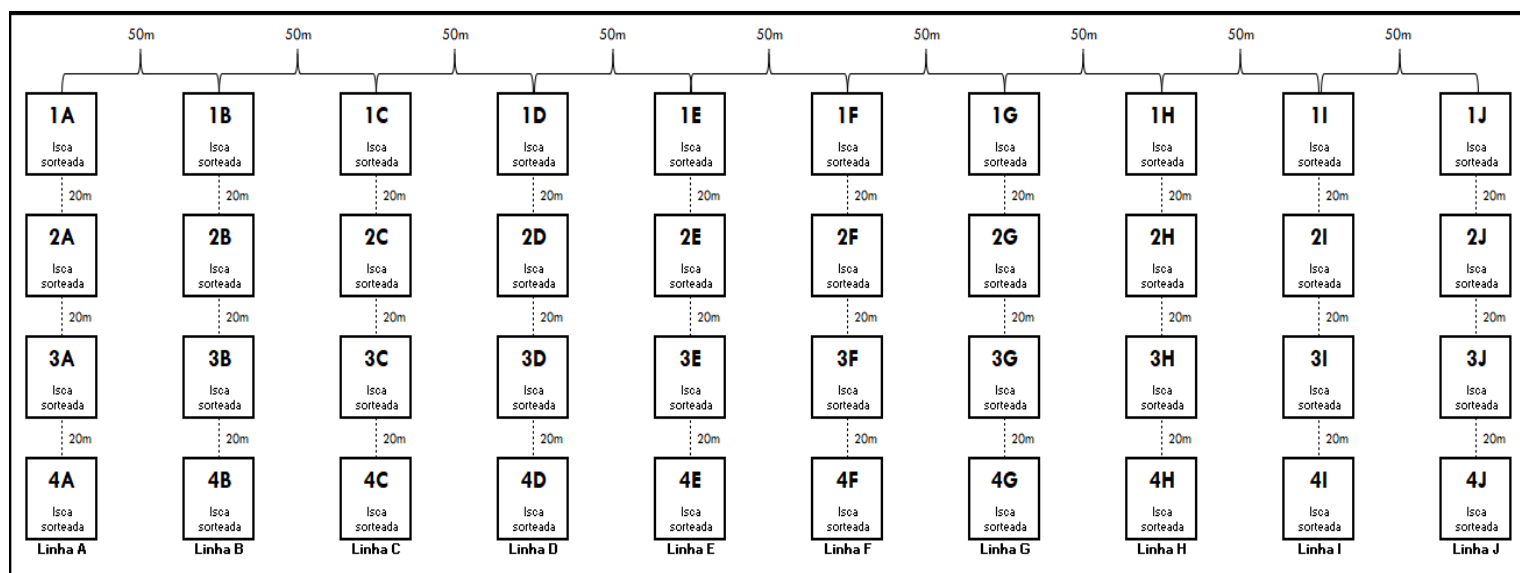 50m 50m 50m 50m 50m 50m 50m 50m 50m
1A 1B 1C 1D 1E 1F 1G 1H 1I 1J
Isca Isca Isca Isca Isca Isca Isca Isca Isca Isca
sorteada sorteada sorteada sorteada sorteada sorteada sorteada sorteada sorteada sorteada
20m 20m 20m 20m 20m 20m 20m 20m 20m 20m
2A 2B 2C 2D 2E 2F 2G 2H 2I 2J
Isca Isca Isca Isca Isca Isca Isca Isca Isca Isca
sorteada sorteada sorteada sorteada sorteada sorteada sorteada sorteada sorteada sorteada
20m 20m 20m 20m 20m 20m 20m 20m 20m 20m
3A 3B 3C 3D 3E 3F 3G 3H 3I 3J
Isca Isca Isca Isca Isca Isca Isca Isca Isca Isca
sorteada sorteada sorteada sorteada sorteada sorteada sorteada sorteada sorteada sorteada
20m 20m 20m 20m 20m 20m 20m 20m 20m 20m
4A 4B 4C 4D 4E 4F 4G 4H 4I 4J
Isca Isca Isca Isca Isca Isca Isca Isca Isca Isca
sorteada sorteada sorteada sorteada sorteada sorteada sorteada sorteada sorteada sorteada
Linha A Linha B Linha C Linha D Linha E Linha F Linha G Linha H Linha I Linha J